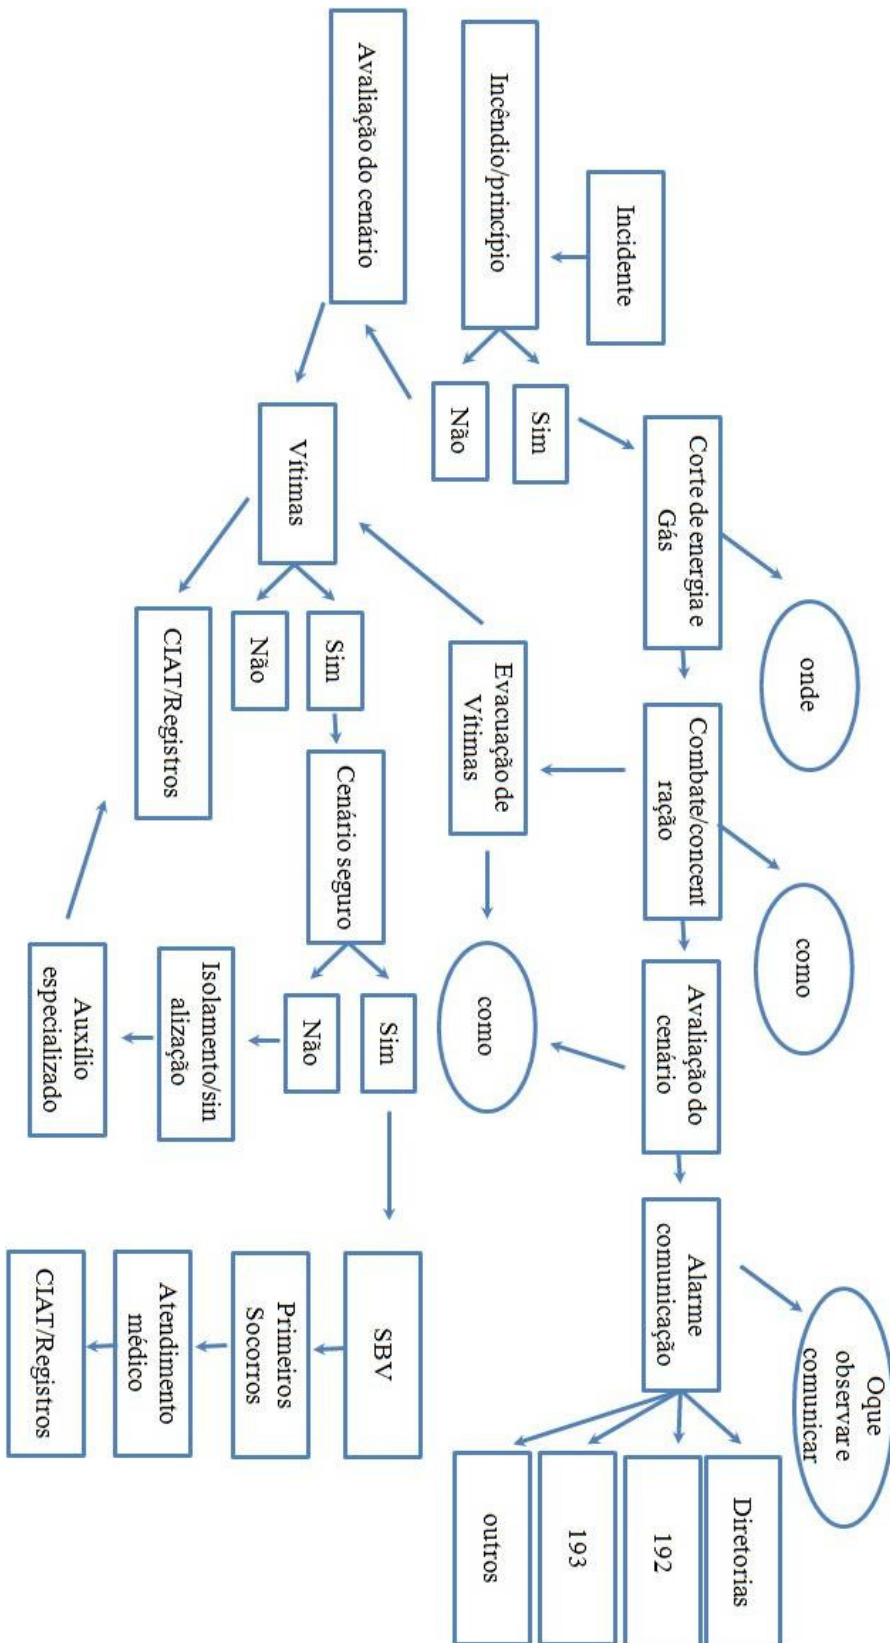 Incidente
Incêndio/princípio
Avaliação do cenário
Sim
Não
Corte de energia e
Gás
onde
Combate/concent
ração
como
Avaliação do
cenário
Alarme
comunicação
Oque
observar e
comunicar
Diretorias
192
193
outros
Evacuação de
Vítimas
como
Vítimas
Sim
Não
CIAT/Registros
Cenário seguro
Sim
Não
Isolamento/sin
alização
Auxílio
especializado
SBV
Primeiros
Socorros
Atendimento
médico
CIAT/Registros